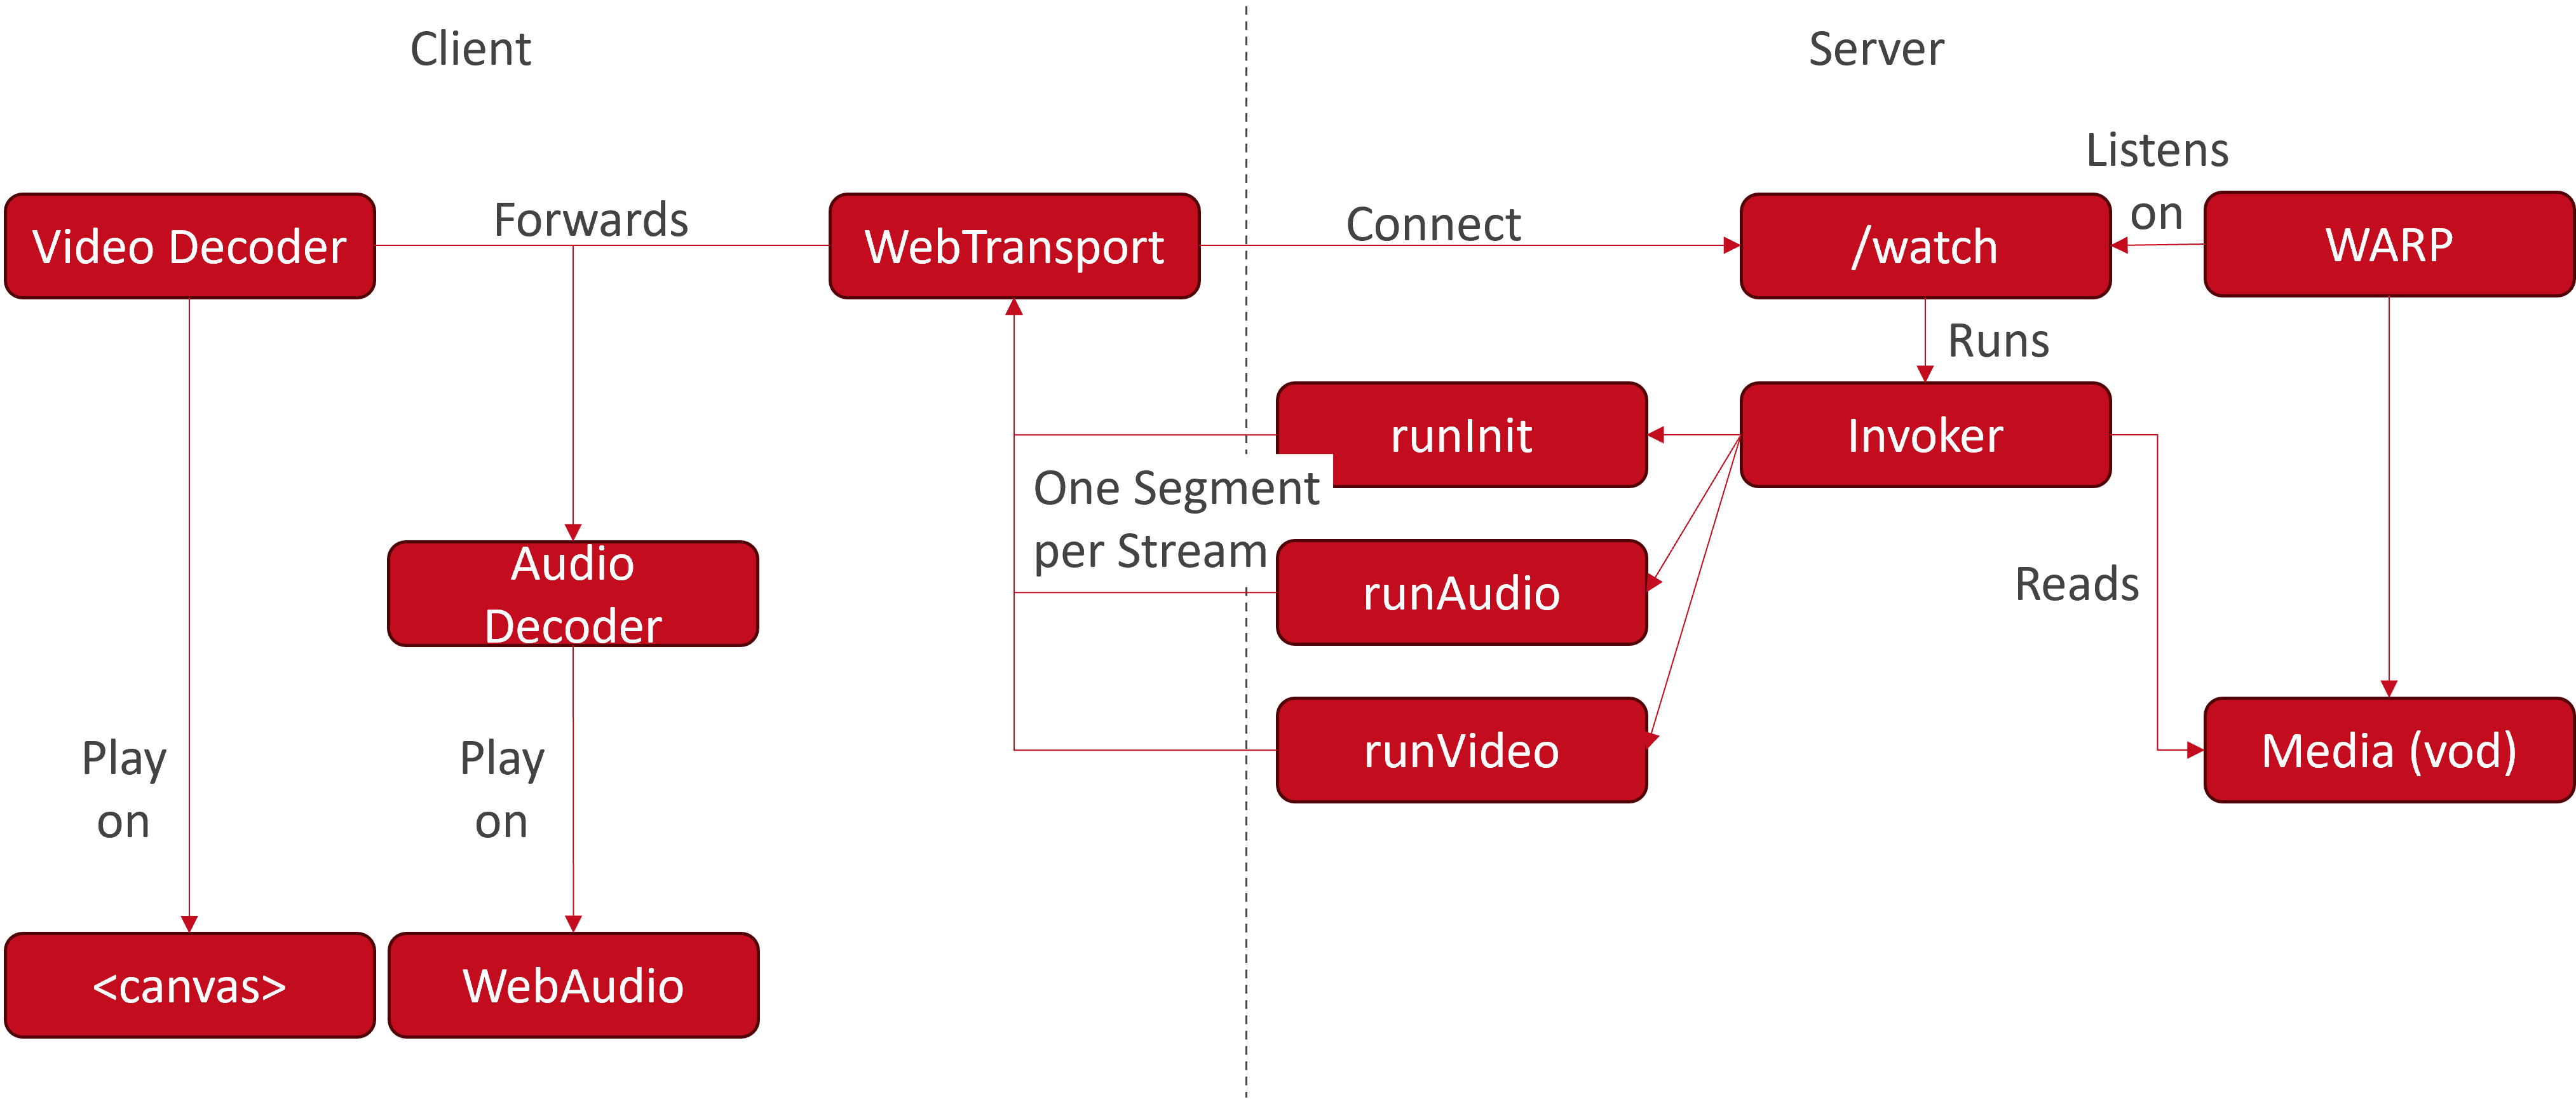 Client
Server
Listens
on
Video Decoder
Forwards
WebTransport
Connect
/watch
WARP
Runs
runInit
Invoker
One Segment
per Stream
Audio
Decoder
runAudio
Reads
Play
on
Play
on
runVideo
Media (vod)
<canvas>
WebAudio